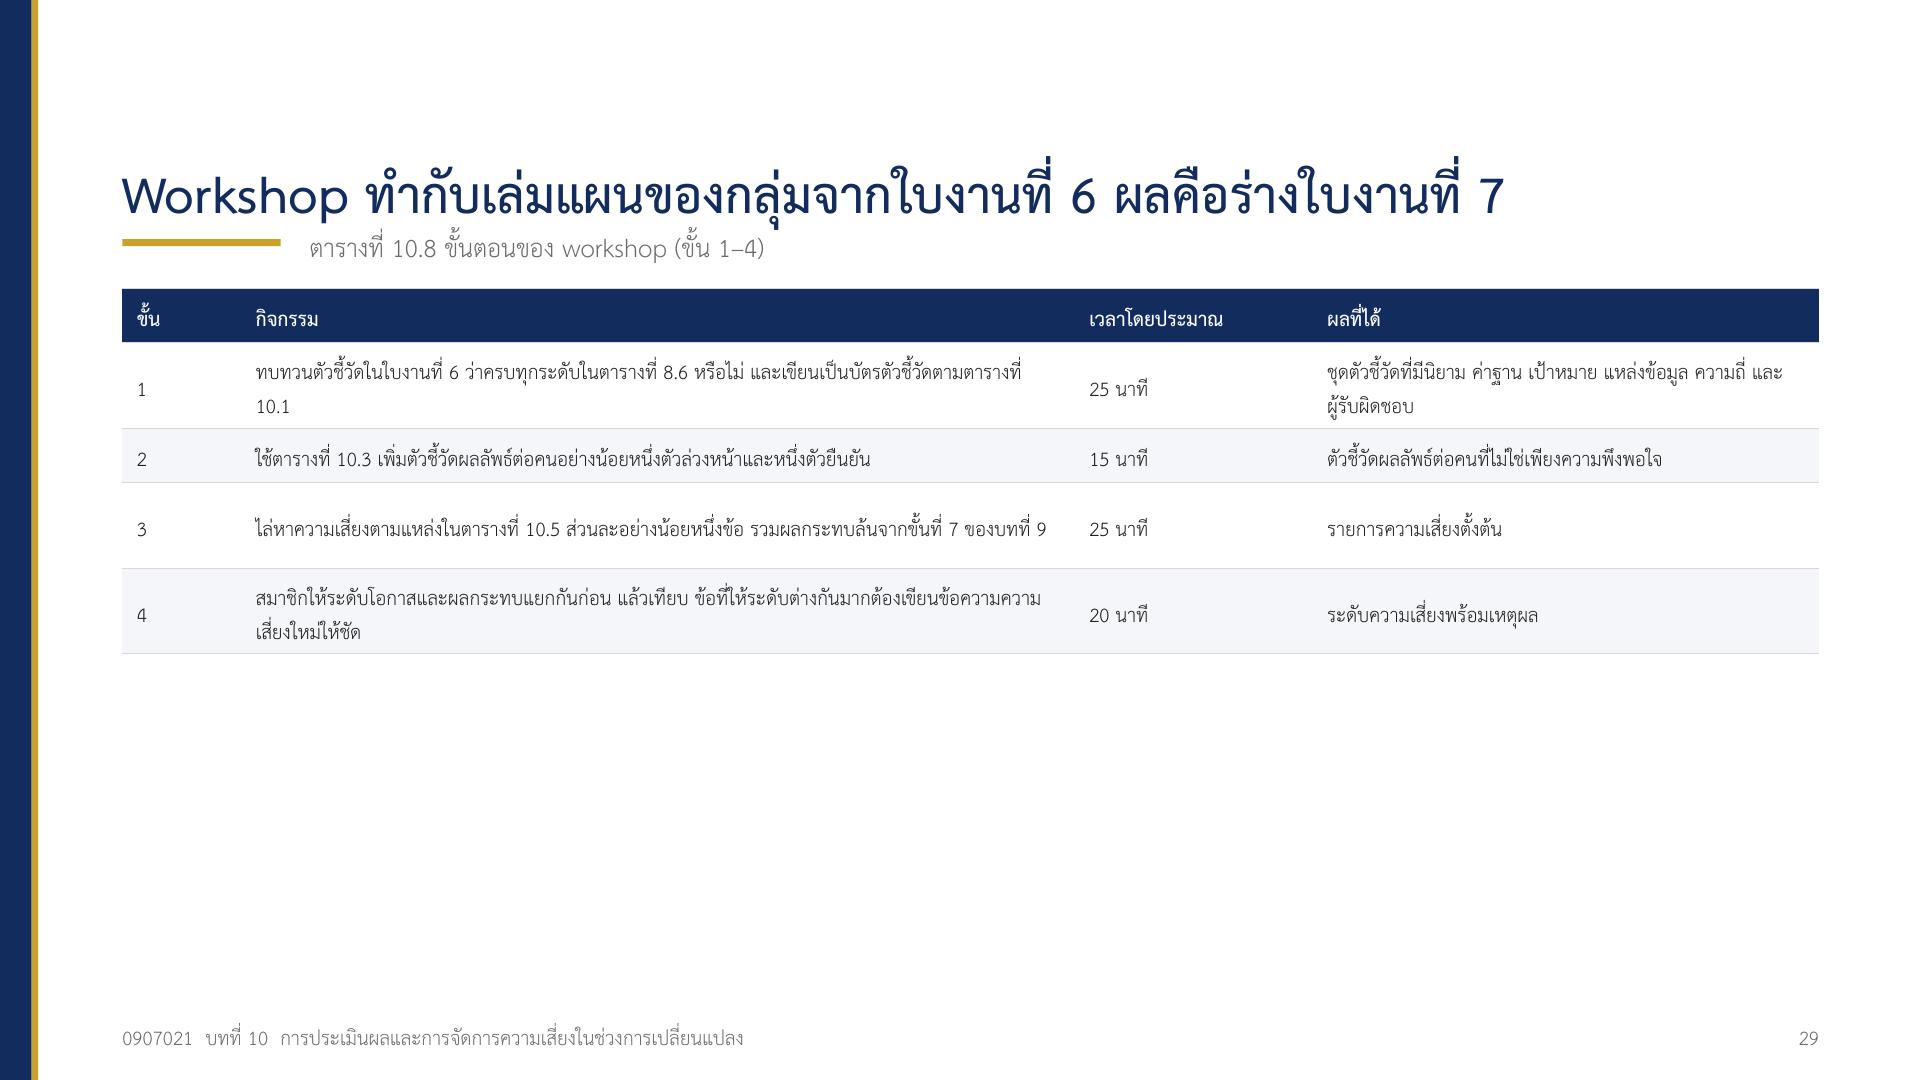 Workshop ทำกับเล่มแผนของกลุ่มจากใบงานที่ 6 ผลคือร่างใบงานที่ 7
ตารางที่ 10.8 ขั้นตอนของ workshop (ขั้น 1–4)
ขั้น กิจกรรม เวลาโดยประมาณ ผลที่ได้
1 ทบทวนตัวชี้วัดในใบงานที่ 6 ว่าครบทุกระดับในตารางที่ 8.6 หรือไม่ และเขียนเป็นบัตรตัวชี้วัดตามตารางที่
10.1
25 นาที
ชุดตัวชี้วัดที่มีนิยาม ค่าฐาน เป้าหมาย แหล่งข้อมูล ความถี่ และ
ผู้รับผิดชอบ
2 ใช้ตารางที่ 10.3 เพิ่มตัวชี้วัดผลลัพธ์ต่อคนอย่างน้อยหนึ่งตัวล่วงหน้าและหนึ่งตัวยืนยัน 15 นาที ตัวชี้วัดผลลัพธ์ต่อคนที่ไม่ใช่เพียงความพึงพอใจ
3 ไล่หาความเสี่ยงตามแหล่งในตารางที่ 10.5 ส่วนละอย่างน้อยหนึ่งข้อ รวมผลกระทบล้นจากขั้นที่ 7 ของบทที่ 9 25 นาที รายการความเสี่ยงตั้งต้น
4 สมาชิกให้ระดับโอกาสและผลกระทบแยกกันก่อน แล้วเทียบ ข้อที่ให้ระดับต่างกันมากต้องเขียนข้อความความ
เสี่ยงใหม่ให้ชัด
20 นาที
ระดับความเสี่ยงพร้อมเหตุผล
0907021 บทที่ 10 การประเมินผลและการจัดการความเสี่ยงในช่วงการเปลี่ยนแปลง
29